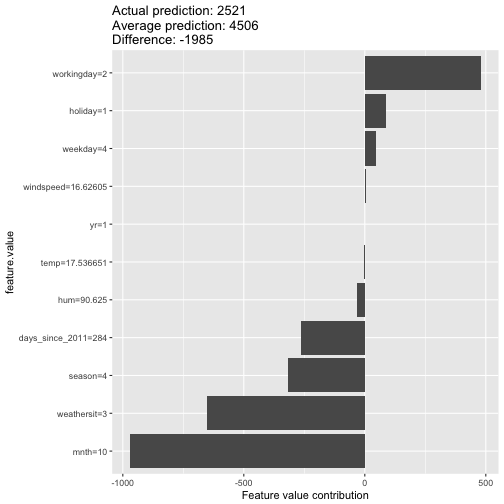 Actual prediction: 2521
Average prediction: 4506
Difference: -1985
workingday=2
holiday=1
weekday=4
windspeed=16.62605
yr=1
temp=17.536651
hum=90.625
days_since_2011=284
season=4
weathersit=3
mnth=10
feature.value
-1000
-500
0
500
Feature value contribution